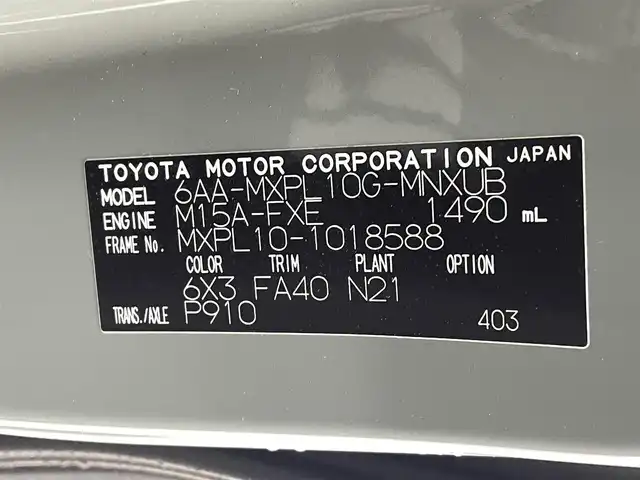 TOYOTA MOTOR CORPORATION JAPAN
MODEL 6AA-MXPL10G-MNXUB
ENGINE M15A-FXE 1490 mL
FRAME No. MXPL10-1018588
COLOR TRIM PLANT OPTION
6X3 FA40 N21
TRANS./AXLE P910 403